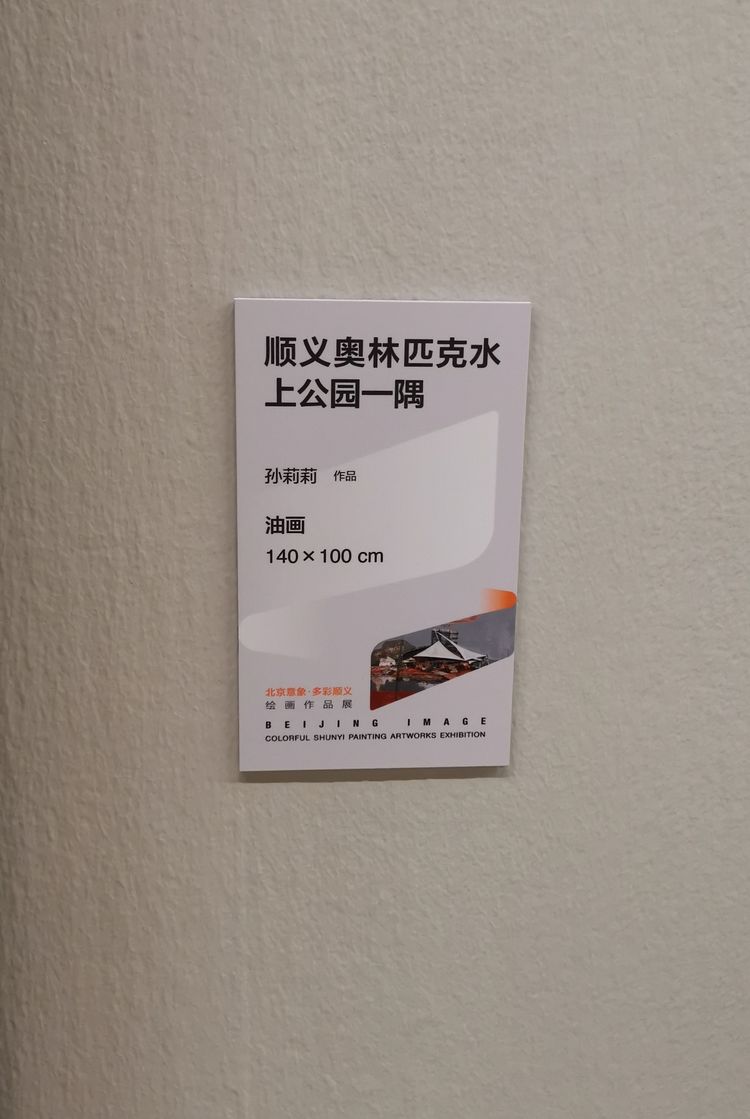 顺义奥林匹克水
上公园一隅
孙莉莉 作品
油画
140×100 cm
北京意象·多彩顺义
绘画作品展
BEIJING IMAGE
COLORFUL SHUNYI PAINTING ARTWORKS EXHIBITION